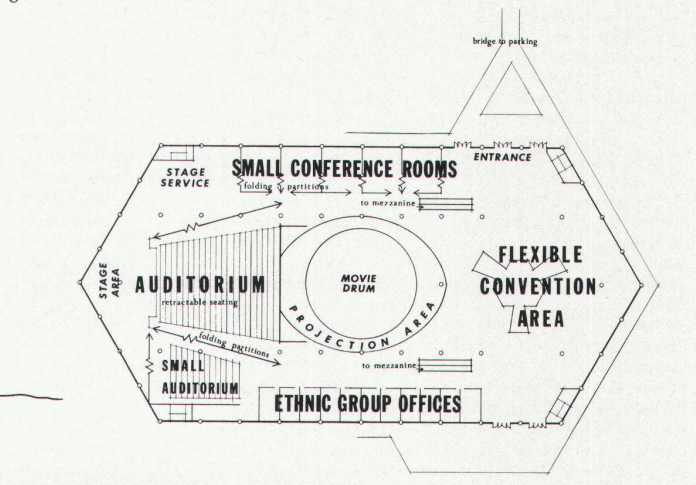 bridge to parking
ENTRANCE
SMALL CONFERENCE ROOMS
STAGE
SERVICE
folding partitions
to mezzanine
FLEXIBLE
CONVENTION
AREA
STAGE
AREA
AUDITORIUM
retractable seating
MOVIE
DRUM
PROJECTION AREA
folding partitions
to mezzanine
SMALL
AUDITORIUM
ETHNIC GROUP OFFICES